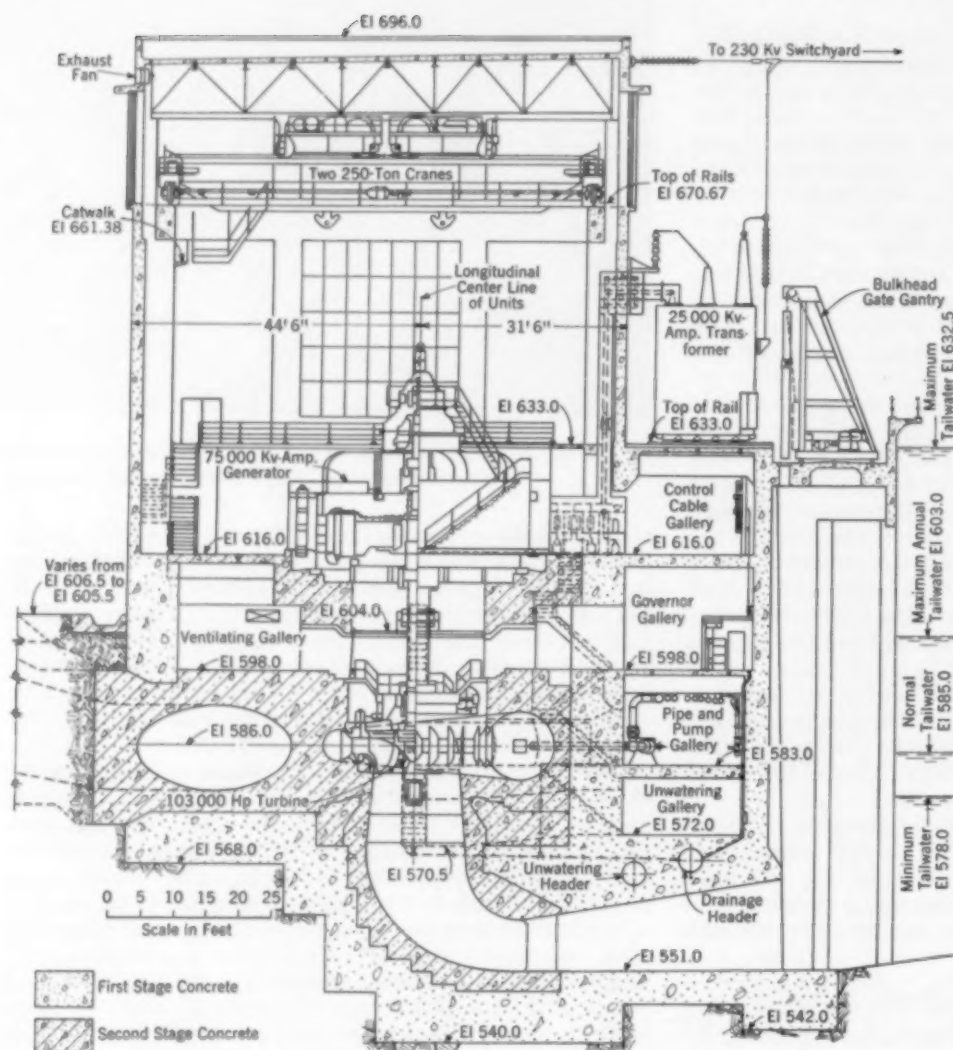 El 696.0
To 230 Kv Switchyard
Exhaust
Fan
Two 250-Ton Cranes
Top of Rails
El 670.67
Catwalk
El 661.38
Longitudinal
Center Line
of Units
Bulkhead
Gate Gantry
44'6"
31'6"
25 000 Kv-
Amp. Trans-
former
Maximum
Tailwater El 632.5
El 633.0
Top of Rail
El 633.0
75 000 Kv-Amp.
Generator
Control
Cable
Gallery
El 616.0
El 616.0
Maximum Annual
Tailwater El 603.0
Varies from
El 606.5 to
El 605.5
El 604.0
Governor
Gallery
Ventilating Gallery
El 598.0
El 598.0
Normal
Tailwater
El 585.0
El 586.0
Pipe and
Pump
Gallery
El 583.0
103 000 Hp Turbine
Unwatering
Gallery
El 572.0
El 568.0
El 570.5
Unwatering
Header
Drainage
Header
Minimum
Tailwater
El 578.0
0 5 10 15 20 25
Scale in Feet
El 551.0
First Stage Concrete
Second Stage Concrete
El 540.0
El 542.0